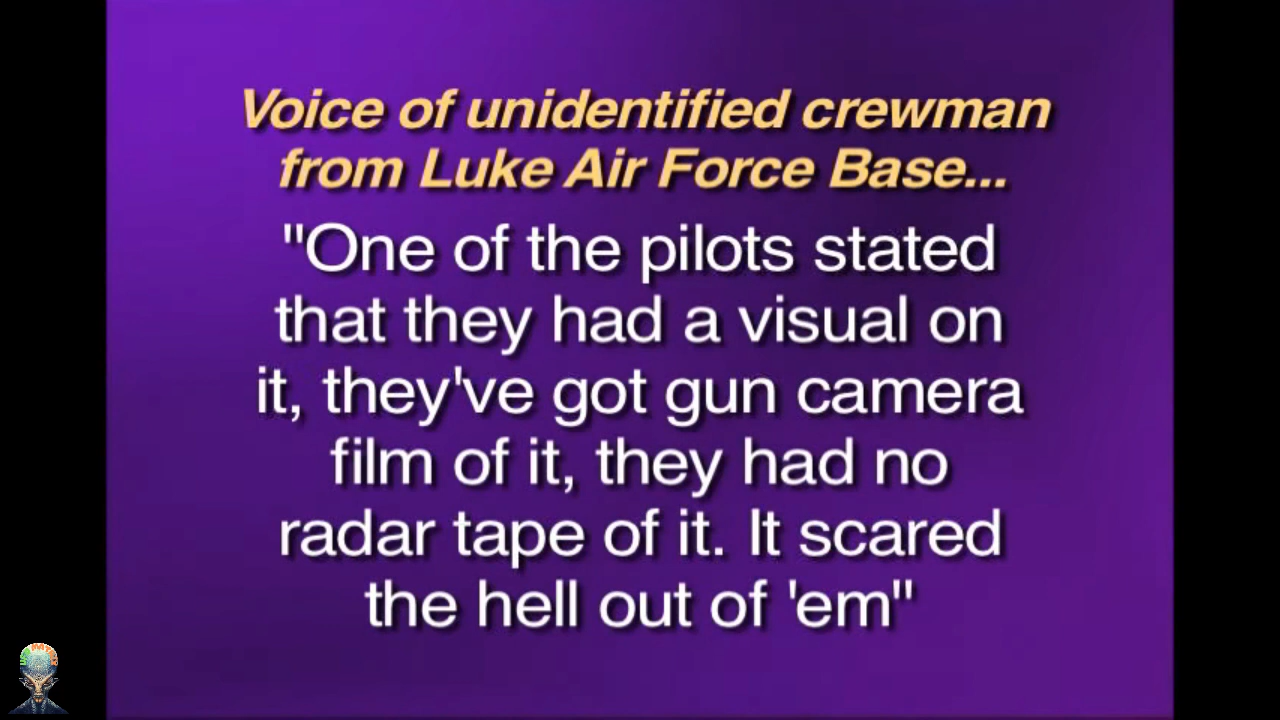 Voice of unidentified crewman
from Luke Air Force Base...
"One of the pilots stated
that they had a visual on
it, they've got gun camera
film of it, they had no
radar tape of it. It scared
the hell out of 'em"